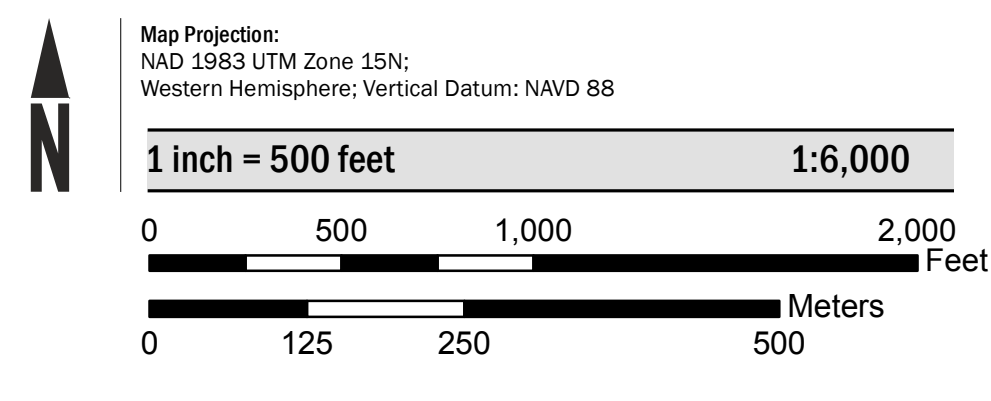 N
Map Projection:
NAD 1983 UTM Zone 15N;
Western Hemisphere; Vertical Datum: NAVD 88
1 inch = 500 feet 1:6,000
0 500 1,000 2,000
Feet
Meters
0 125 250 500